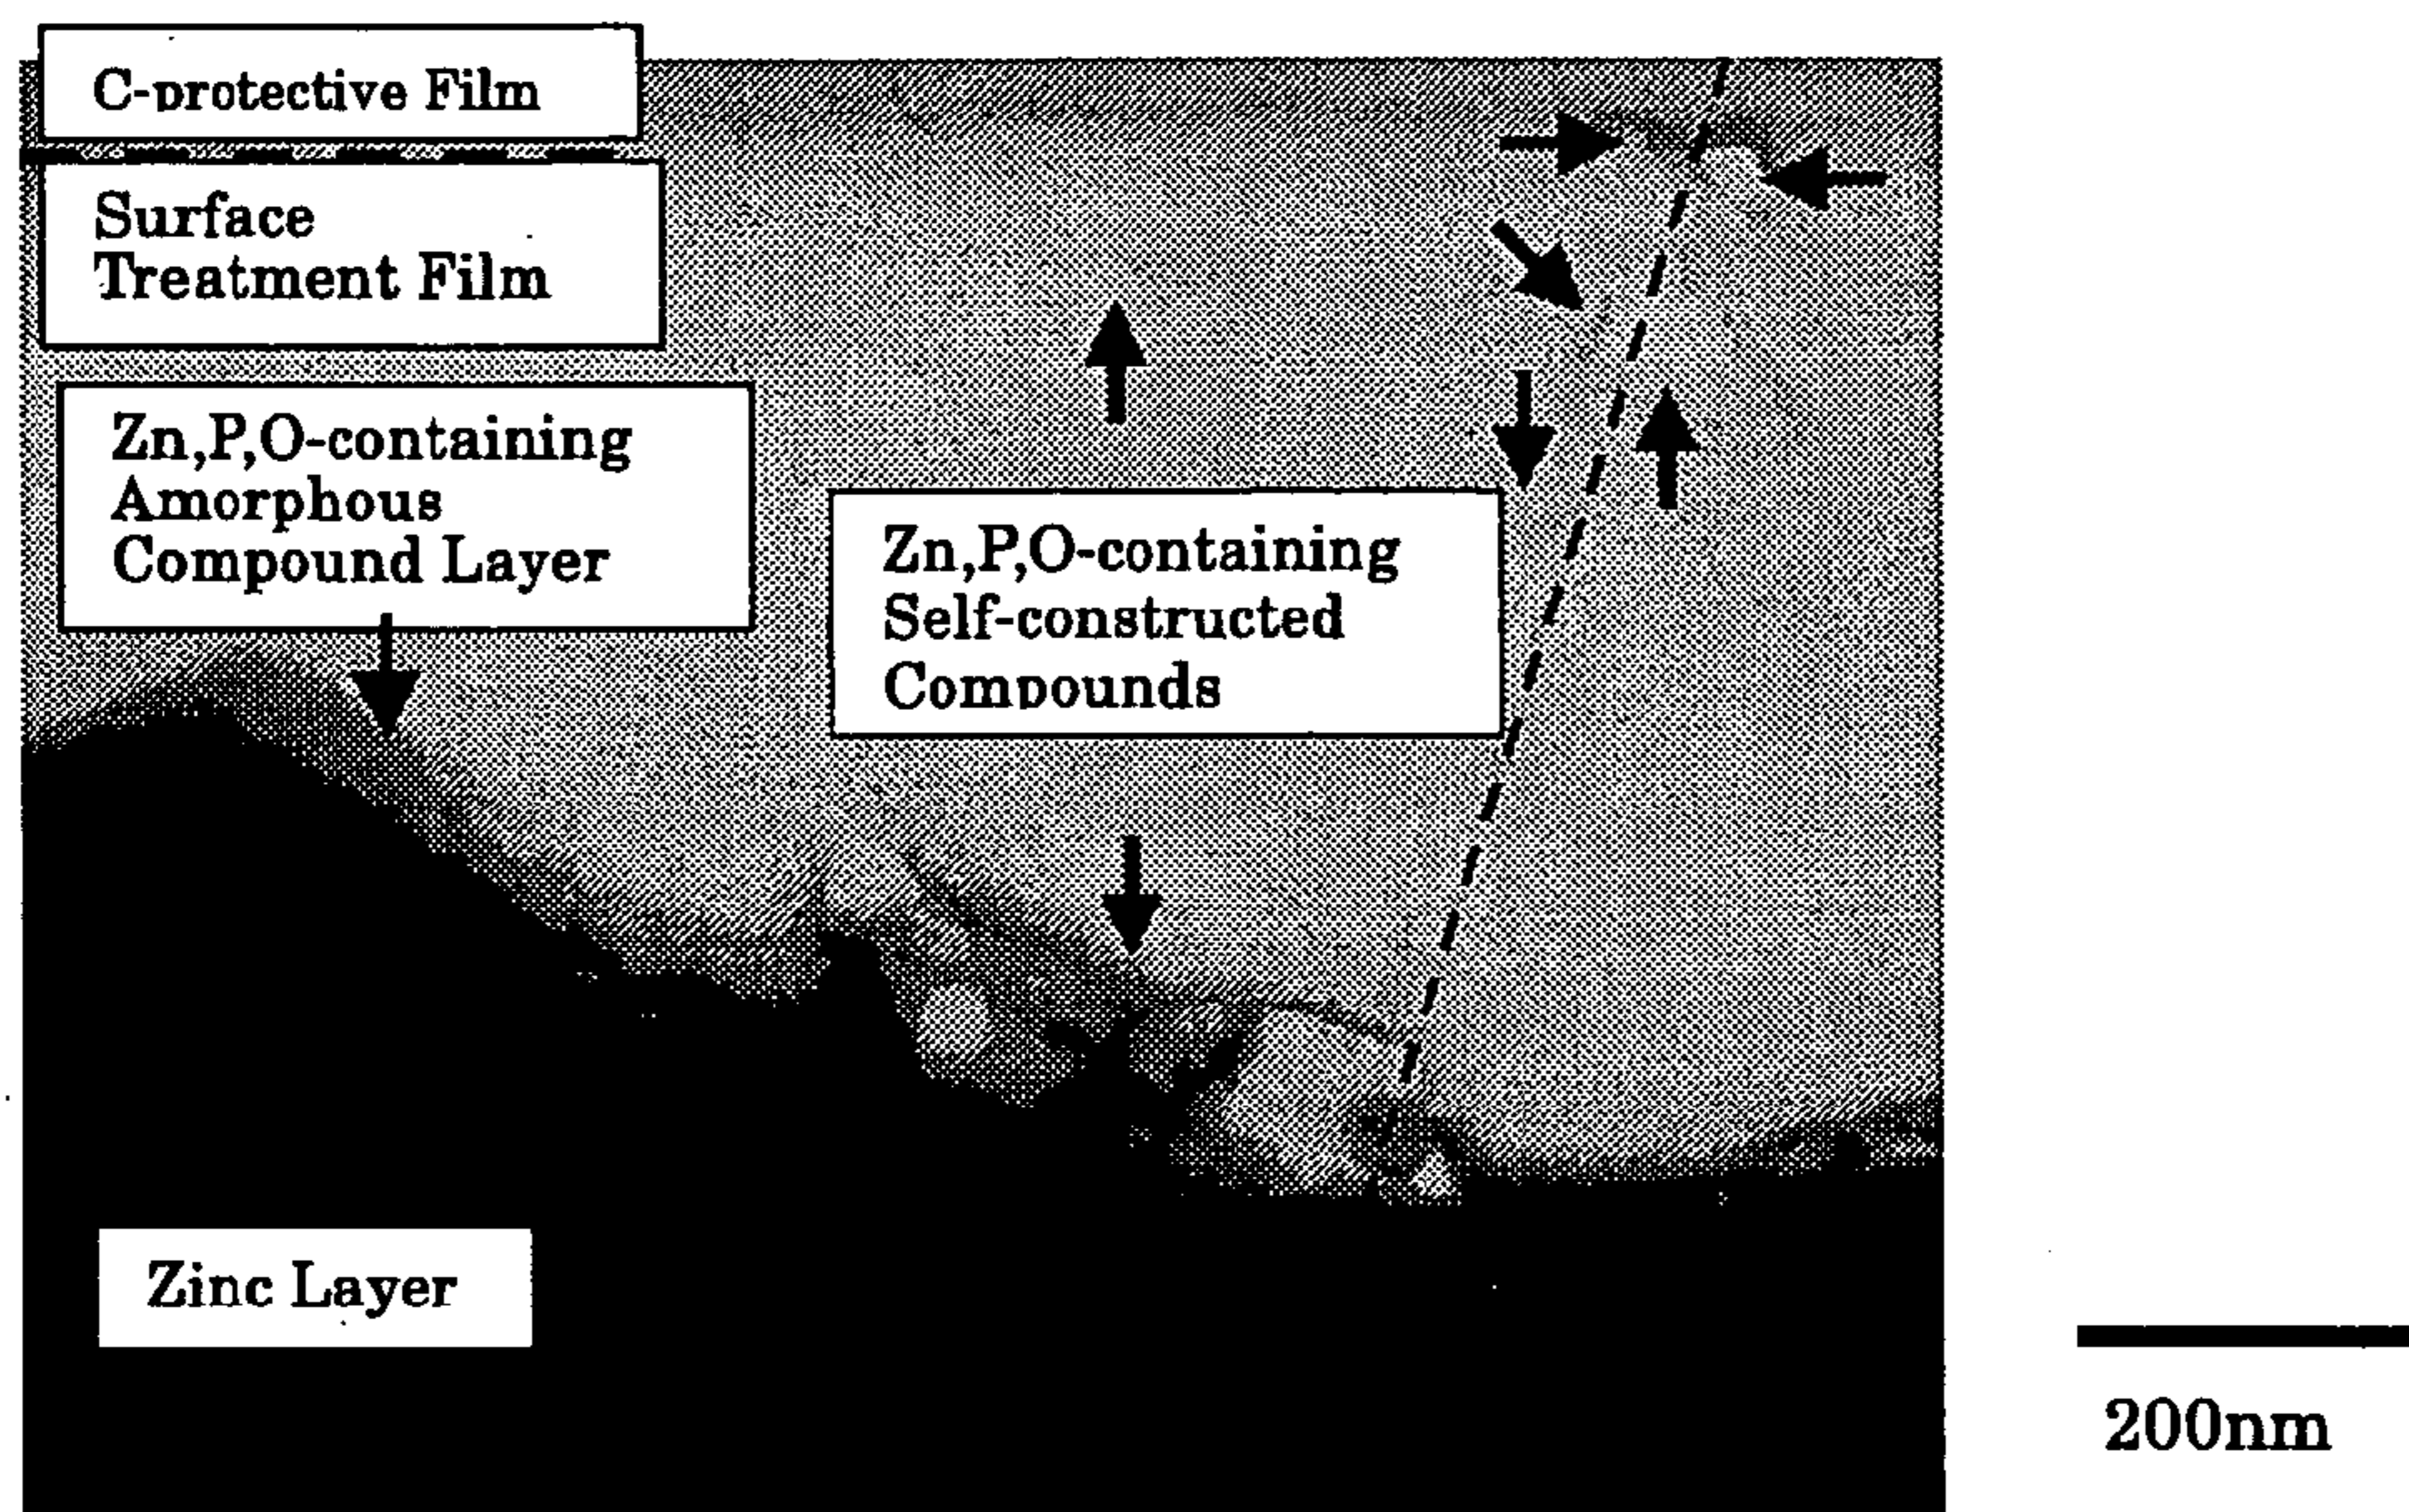 C-protective Film
Surface
Treatment Film
Zn,P,O-containing
Amorphous
Compound Layer
Zn,P,O-containing
Self-constructed
Compounds
Zinc Layer
200nm